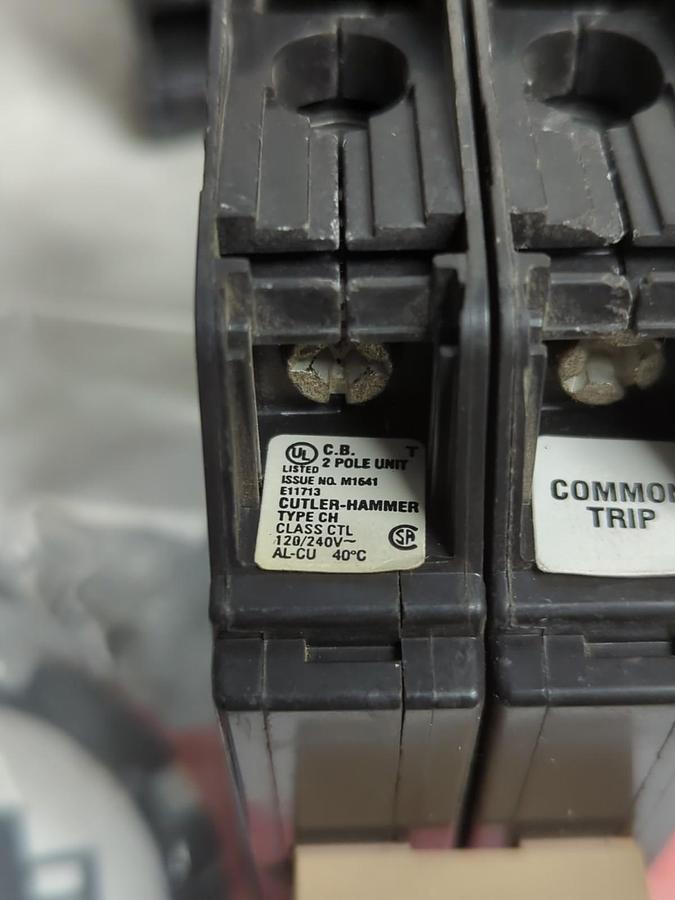 UL C.B. T
LISTED 2 POLE UNIT
ISSUE NO. M1641
E11713
CUTLER-HAMMER
TYPE CH
CLASS CTL
120/240V~ SA
AL-CU 40°C
COMMON
TRIP